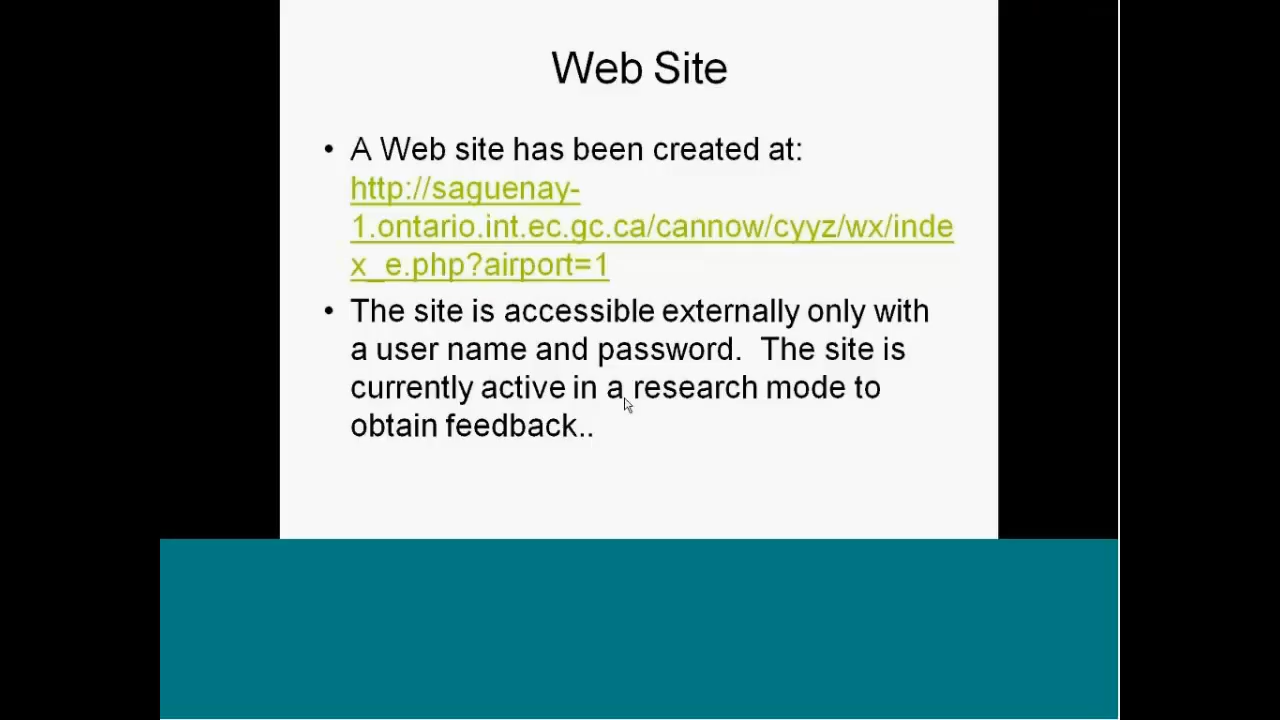 Web Site
• A Web site has been created at:
http://saguenay-
1.ontario.int.ec.gc.ca/cannow/cyyz/wx/inde
x_e.php?airport=1
• The site is accessible externally only with
a user name and password.  The site is
currently active in a research mode to
obtain feedback..